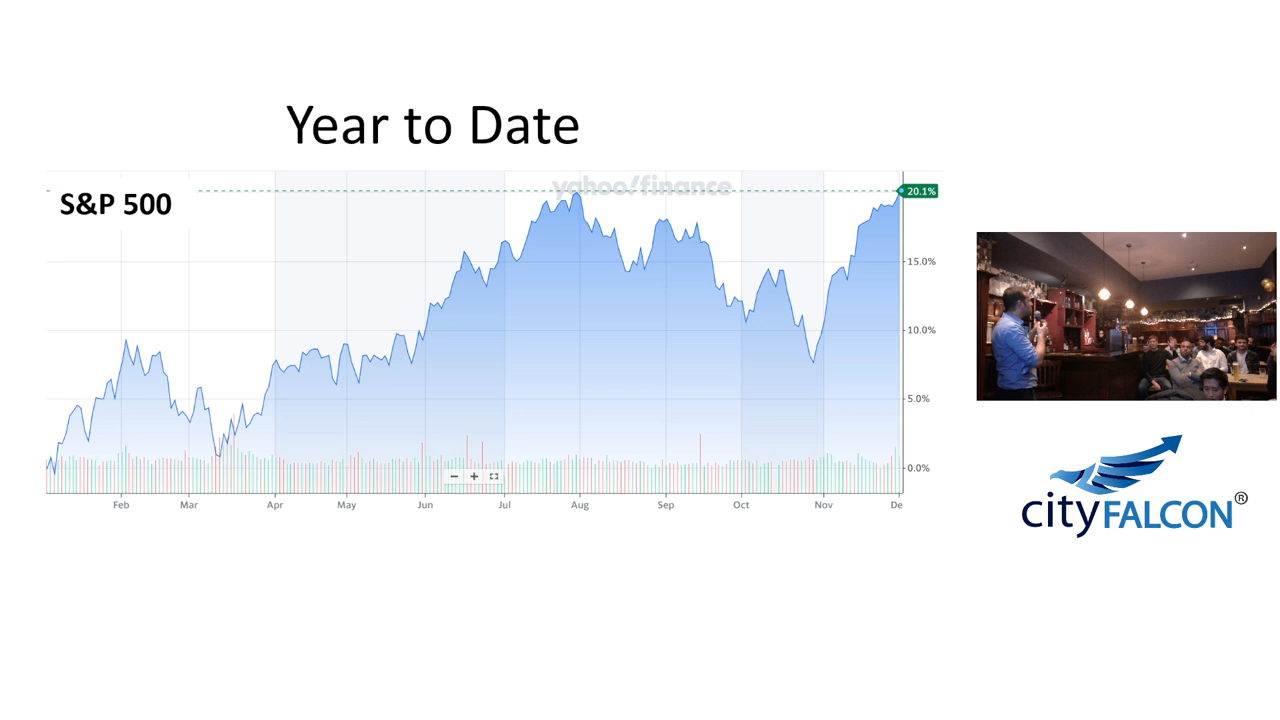 Year to Date
yahoo!finance
S&P 500
20.1%
15.0%
10.0%
5.0%
0.0%
Feb Mar Apr May Jun Jul Aug Sep Oct Nov De
cityFALCON®